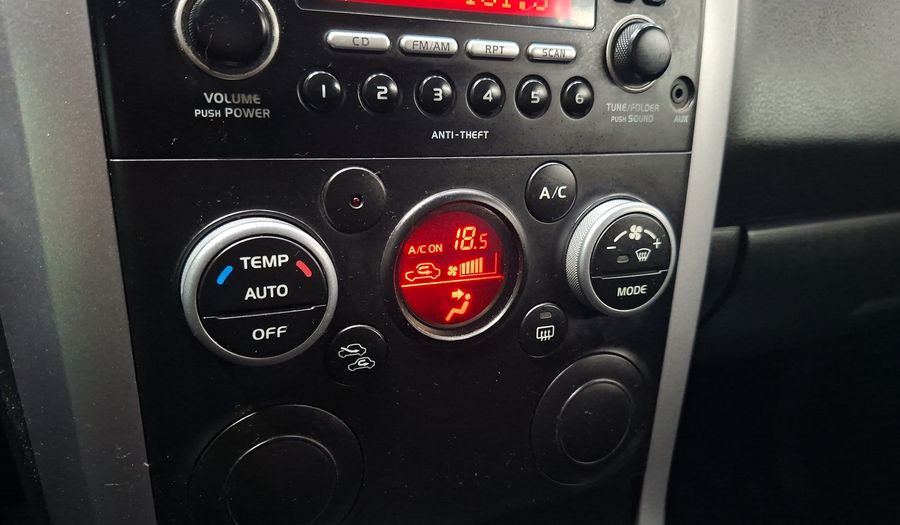 CD FM/AM RPT SCAN
VOLUME
PUSH POWER
1 2 3 4 5 6
TUNE/FOLDER
PUSH SOUND
AUX
ANTI-THEFT
A/C
TEMP
AUTO
OFF
A/C ON 18.5
- +
MODE